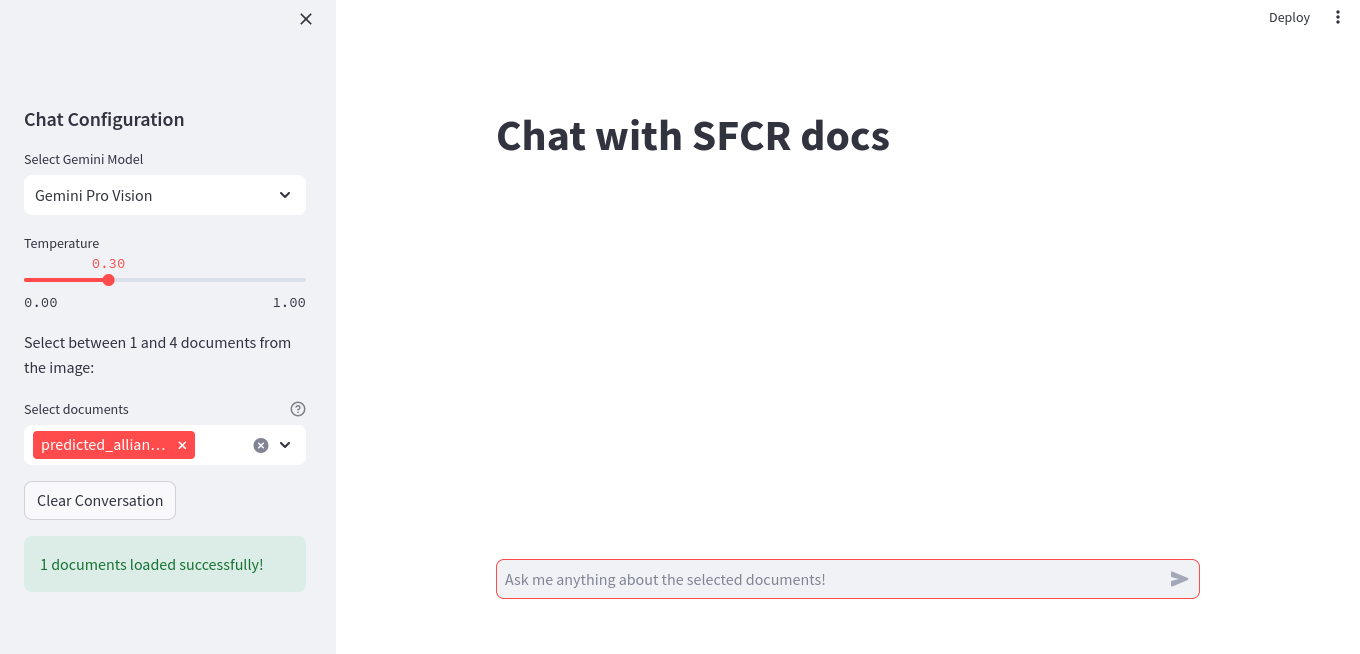 Deploy
Chat Configuration
Select Gemini Model
Gemini Pro Vision
Temperature
0.30
0.00 1.00
Select between 1 and 4 documents from
the image:
Select documents
predicted_allian...
Clear Conversation
1 documents loaded successfully!
Chat with SFCR docs
Ask me anything about the selected documents!